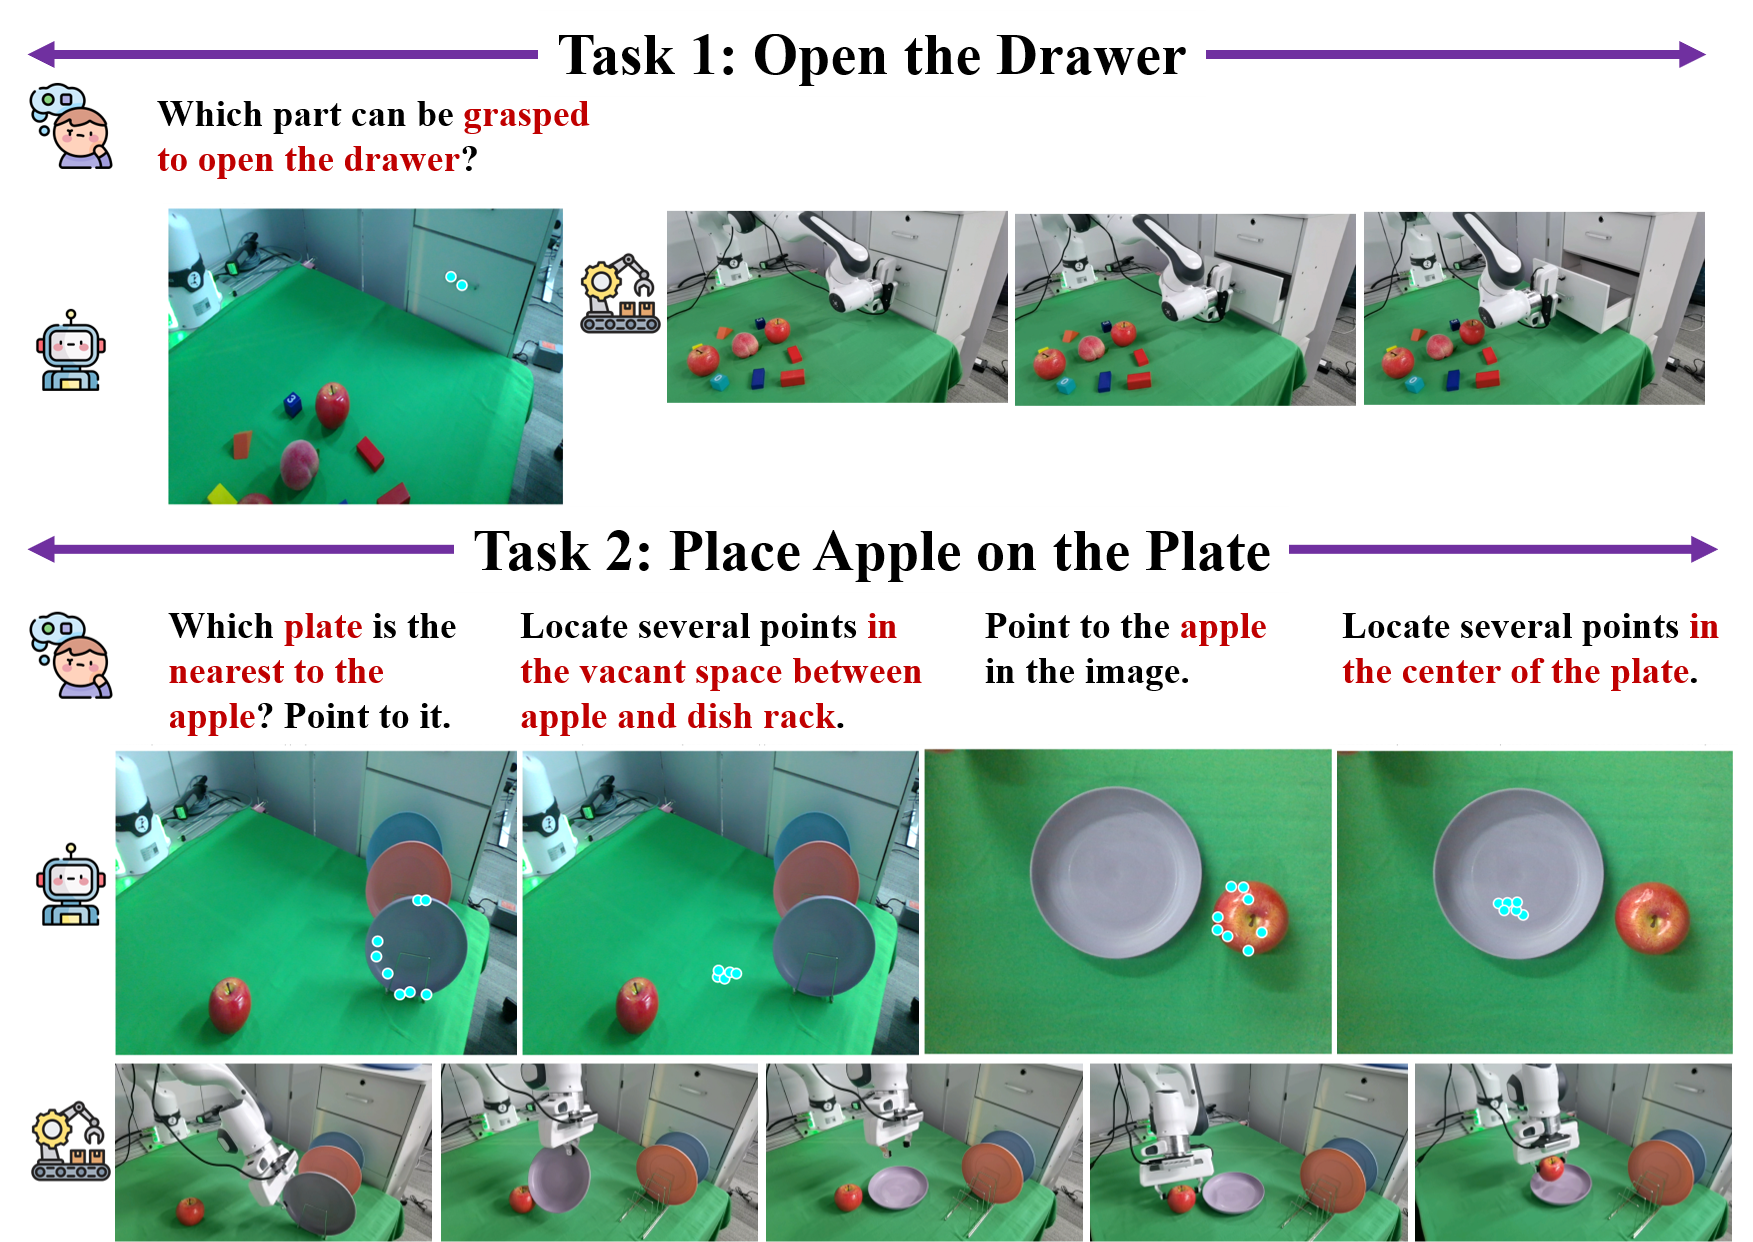 Task 1: Open the Drawer
Which part can be grasped
to open the drawer?
3
Task 2: Place Apple on the Plate
Which plate is the
nearest to the
apple? Point to it.
Locate several points in
the vacant space between
apple and dish rack.
Point to the apple
in the image.
Locate several points in
the center of the plate.